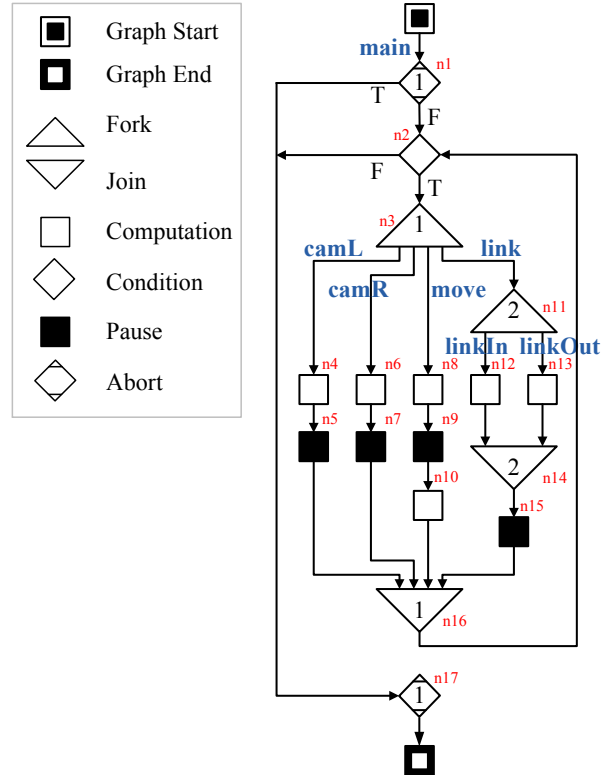 Graph Start
Graph End
Fork
Join
Computation
Condition
Pause
Abort
main
n1
1
T
F
n2
F
T
n3
1
camL
link
camR
move
2
n11
linkIn
linkOut
n4
n6
n8
n12
n13
n5
n7
n9
n10
2
n14
n15
1
n16
n17
1